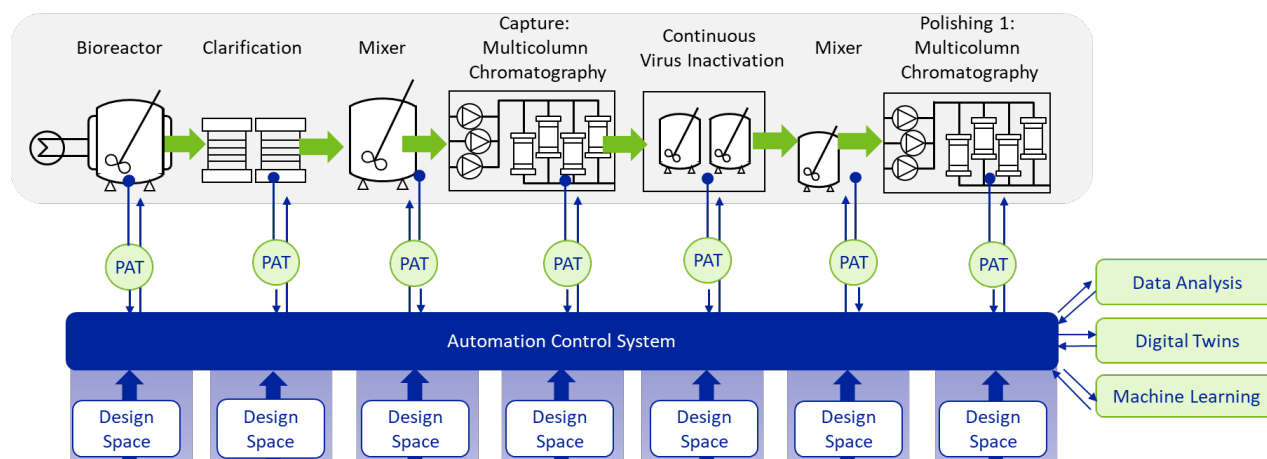 Bioreactor
Clarification
Mixer
Capture:
Multicolumn
Chromatography
Continuous
Virus Inactivation
Mixer
Polishing 1:
Multicolumn
Chromatography
PAT
PAT
PAT
PAT
PAT
PAT
PAT
Data Analysis
Automation Control System
Digital Twins
Machine Learning
Design
Space
Design
Space
Design
Space
Design
Space
Design
Space
Design
Space
Design
Space